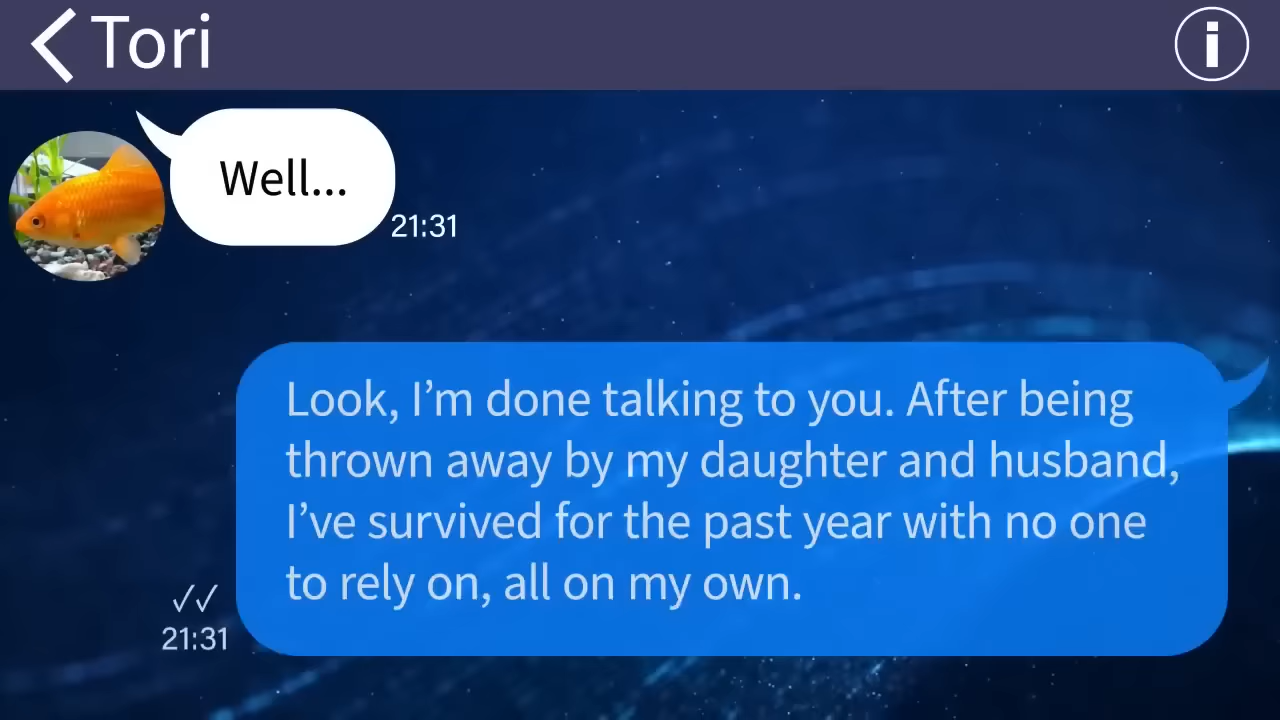 Tori
Well...
21:31
Look, I’m done talking to you. After being
thrown away by my daughter and husband,
I’ve survived for the past year with no one
to rely on, all on my own.
21:31